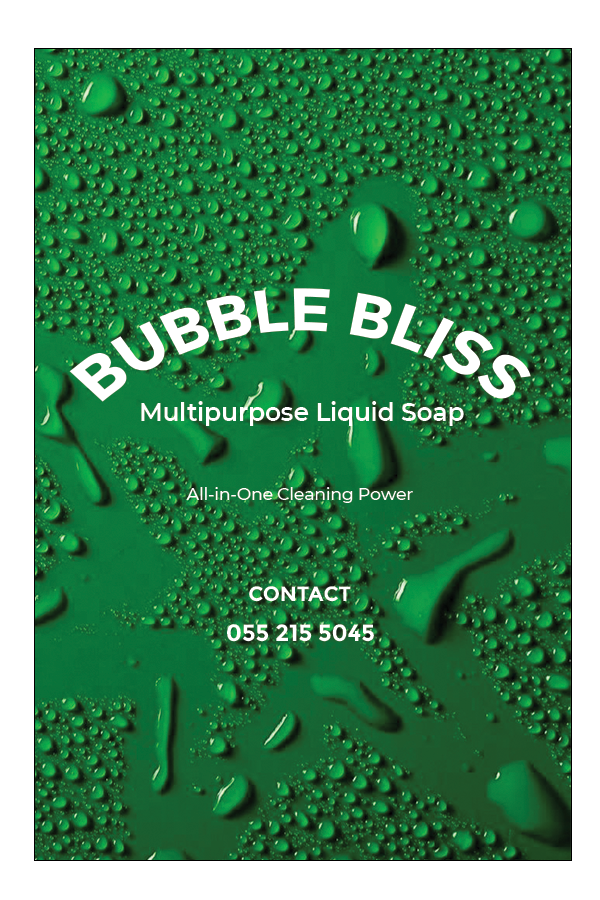 BUBBLE BLISS
Multipurpose Liquid Soap
All-in-One Cleaning Power
CONTACT
055 215 5045